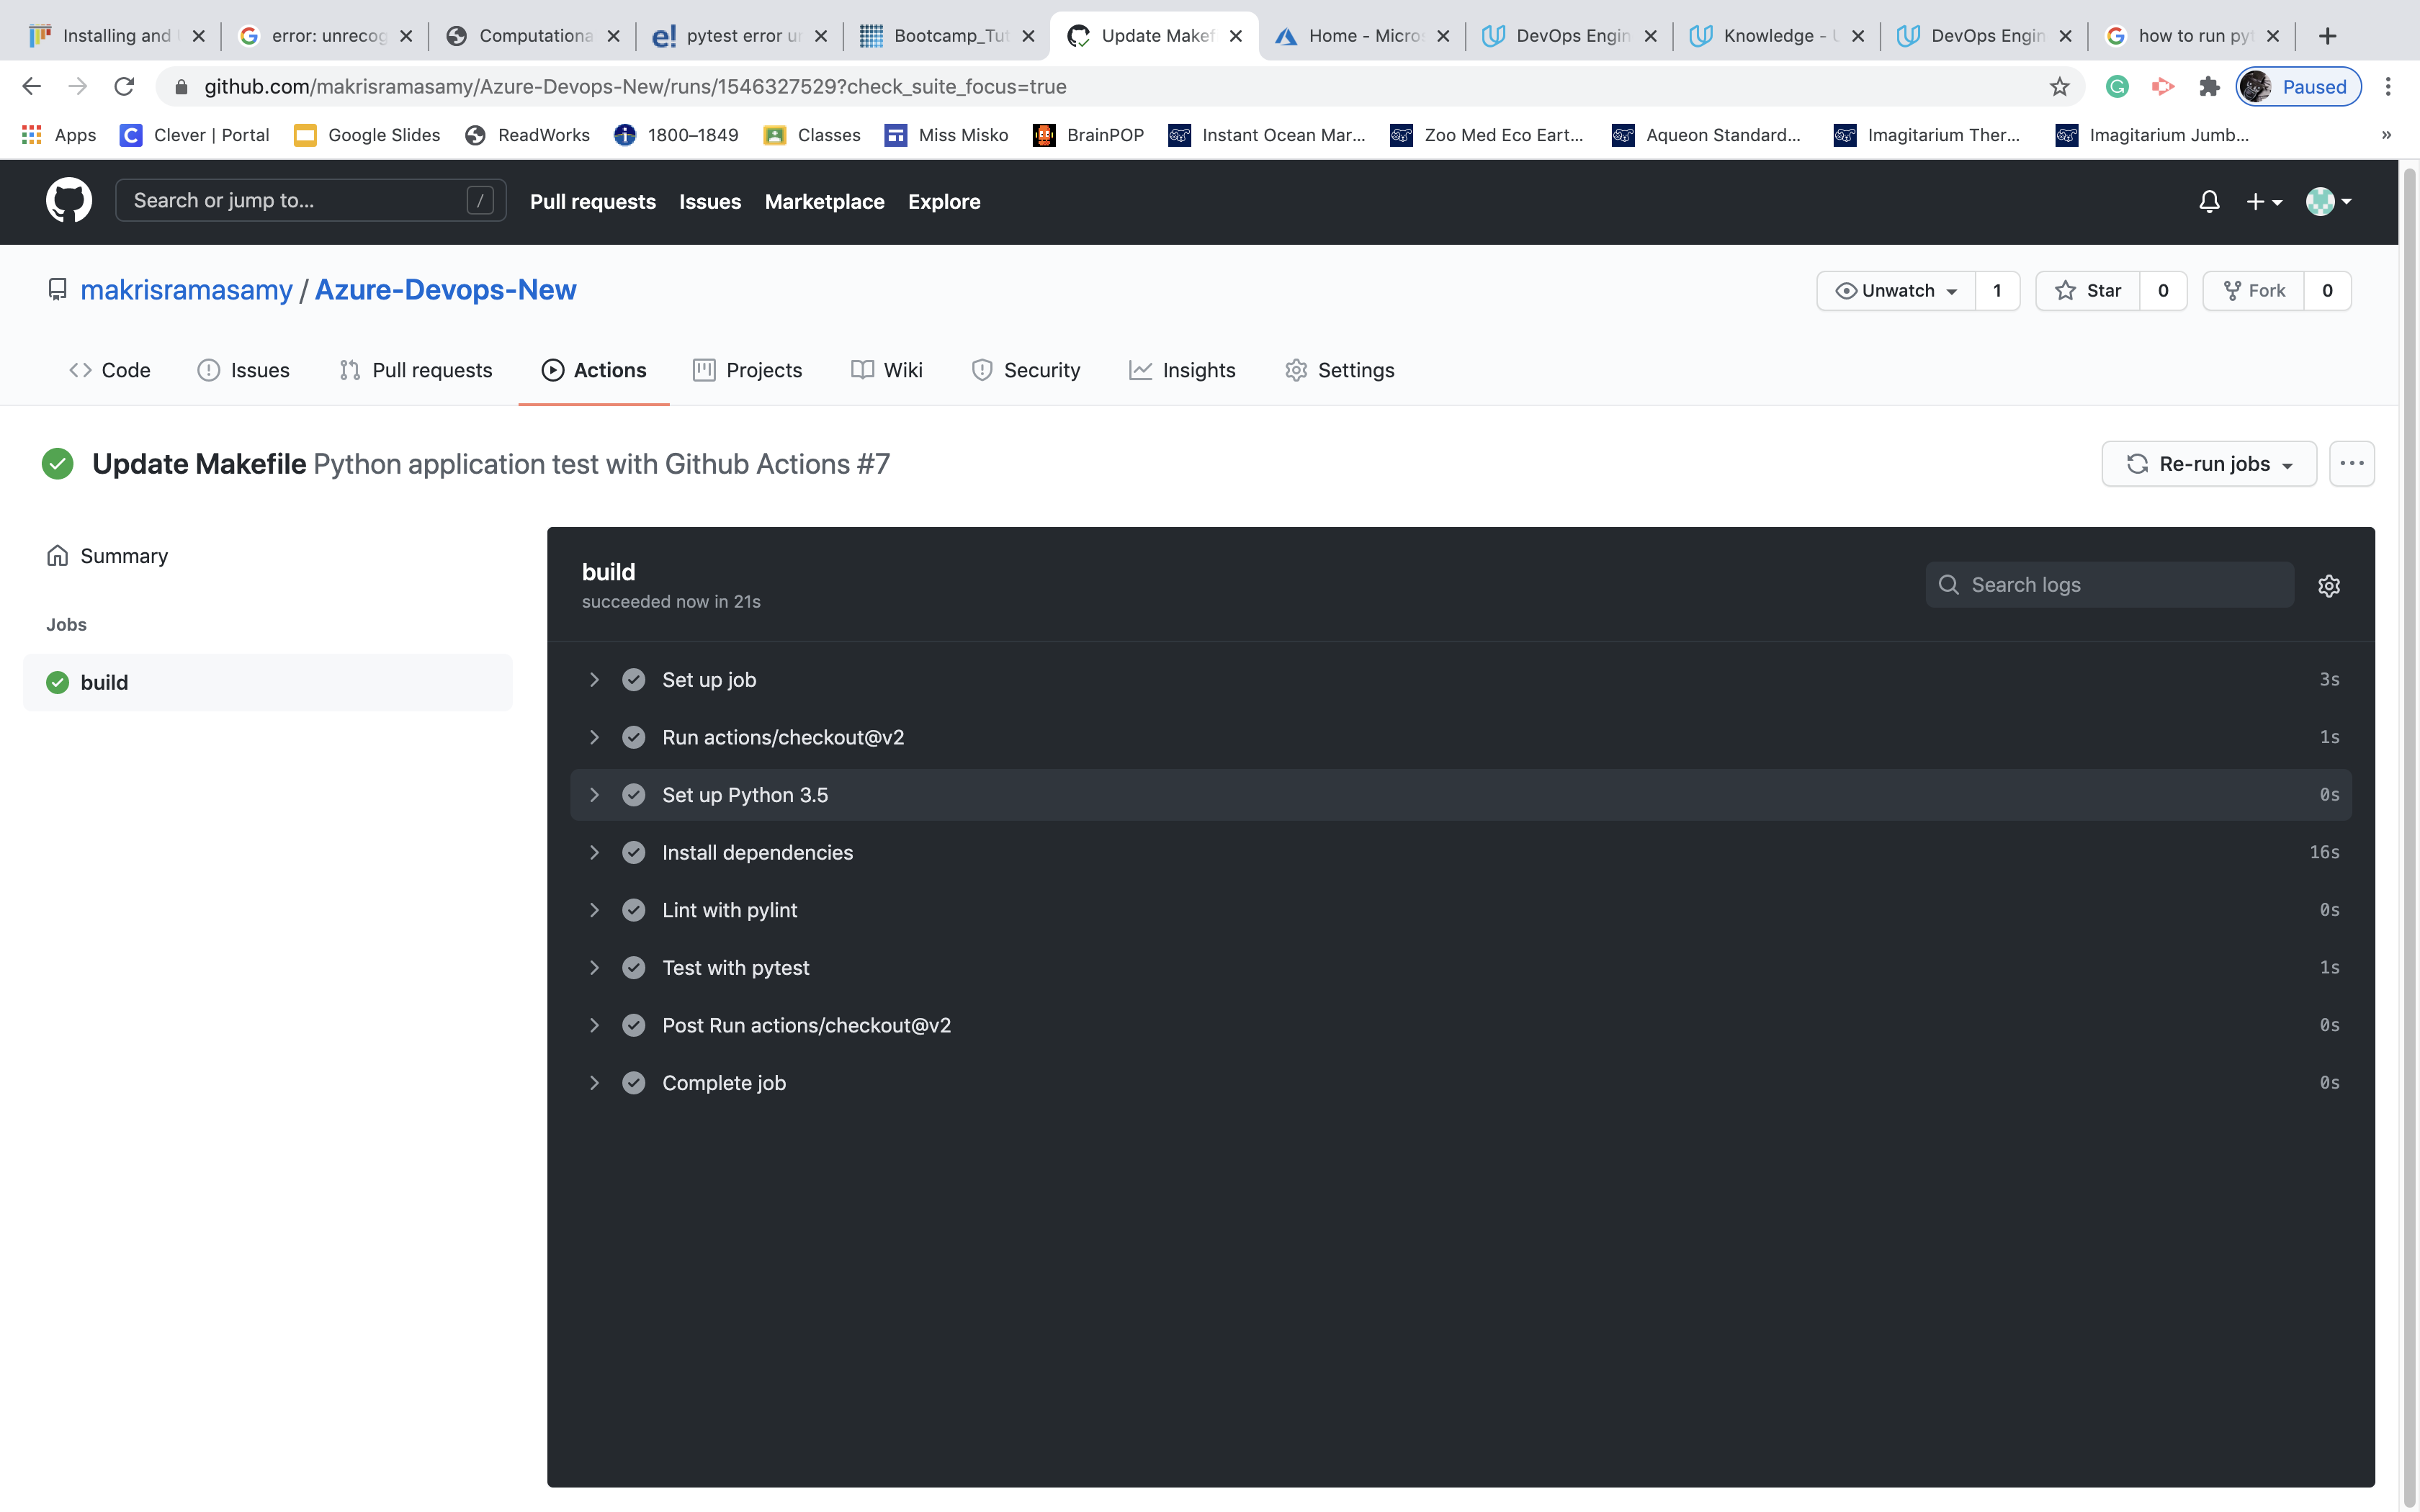 Installing and
error: unrecog
Computationa
pytest error ur
Bootcamp_Tut
Update Makef
Home - Micros
DevOps Engin
Knowledge - U
DevOps Engin
how to run pyt
github.com/makrisramasamy/Azure-Devops-New/runs/1546327529?check_suite_focus=true
Paused
Apps
Clever | Portal
Google Slides
ReadWorks
1800–1849
Classes
Miss Misko
BrainPOP
Instant Ocean Mar...
Zoo Med Eco Eart...
Aqueon Standard...
Imagitarium Ther...
Imagitarium Jumb...
»
Search or jump to... /
Pull requests
Issues
Marketplace
Explore
makrisramasamy / Azure-Devops-New
Unwatch 1
Star 0
Fork 0
Code
Issues
Pull requests
Actions
Projects
Wiki
Security
Insights
Settings
Update Makefile Python application test with Github Actions #7
Re-run jobs
Summary
Jobs
build
build
succeeded now in 21s
Search logs
Set up job 3s
Run actions/checkout@v2 1s
Set up Python 3.5 0s
Install dependencies 16s
Lint with pylint 0s
Test with pytest 1s
Post Run actions/checkout@v2 0s
Complete job 0s